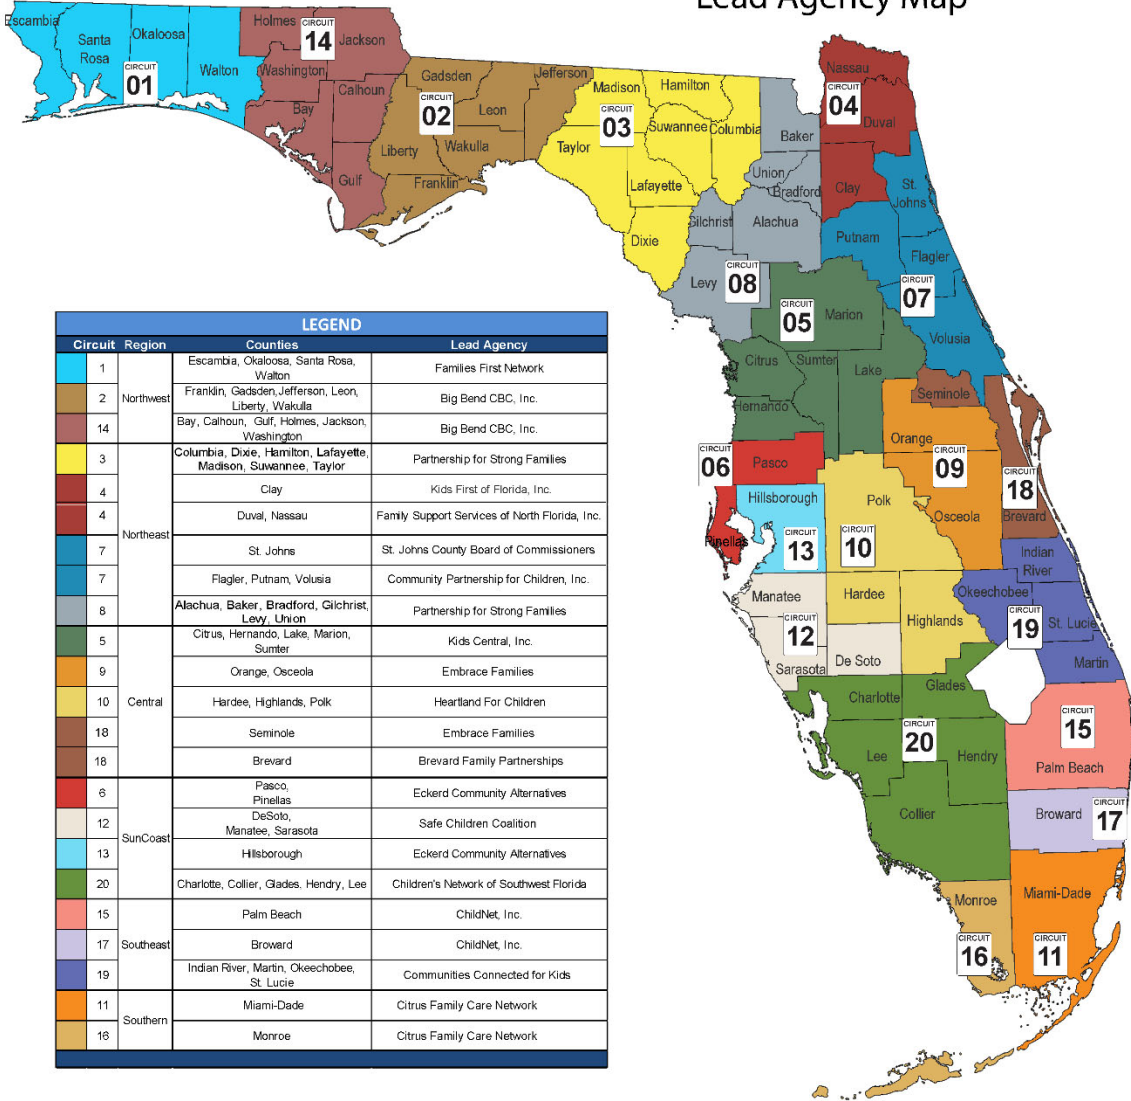 Lead Agency Map
Escambia
Santa
Rosa
Okaloosa
Walton
CIRCUIT
01
Holmes
CIRCUIT
14
Jackson
Washington
Calhoun
Bay
Gulf
Gadsden
Jefferson
CIRCUIT
02
Leon
Liberty
Wakulla
Franklin
Madison
Hamilton
CIRCUIT
03
Suwannee
Columbia
Taylor
Lafayette
Dixie
Nassau
CIRCUIT
04
Duval
Clay
Baker
Union
Bradford
Gilchrist
Alachua
Levy
CIRCUIT
08
St.
Johns
Putnam
Flagler
CIRCUIT
07
Volusia
CIRCUIT
05
Marion
Citrus
Sumter
Lake
Hernando
Seminole
Orange
CIRCUIT
09
Osceola
CIRCUIT
18
Brevard
CIRCUIT
06
Pasco
Pinellas
Hillsborough
CIRCUIT
13
Polk
CIRCUIT
10
Hardee
Highlands
Manatee
CIRCUIT
12
Sarasota
De Soto
Indian
River
Okeechobee
CIRCUIT
19
St. Lucie
Martin
Charlotte
Glades
CIRCUIT
20
Lee
Hendry
Collier
CIRCUIT
15
Palm Beach
Broward
CIRCUIT
17
Monroe
CIRCUIT
16
Miami-Dade
CIRCUIT
11
LEGEND
Circuit Region Counties Lead Agency
1 Escambia, Okaloosa, Santa Rosa, Walton Families First Network
Northwest
2 Franklin, Gadsden,Jefferson, Leon, Liberty, Wakulla Big Bend CBC, Inc.
14 Bay, Calhoun, Gulf, Holmes, Jackson, Washington Big Bend CBC, Inc.
3 Columbia, Dixie, Hamilton, Lafayette, Madison, Suwannee, Taylor Partnership for Strong Families
4 Clay Kids First of Florida, Inc.
4 Duval, Nassau Family Support Services of North Florida, Inc.
Northeast
7 St. Johns St. Johns County Board of Commissioners
7 Flagler, Putnam, Volusia Community Partnership for Children, Inc.
8 Alachua, Baker, Bradford, Gilchrist, Levy, Union Partnership for Strong Families
5 Citrus, Hernando, Lake, Marion, Sumter Kids Central, Inc.
9 Orange, Osceola Embrace Families
Central
10 Hardee, Highlands, Polk Heartland For Children
18 Seminole Embrace Families
18 Brevard Brevard Family Partnerships
6 Pasco, Pinellas Eckerd Community Alternatives
12 DeSoto, Manatee, Sarasota Safe Children Coalition
SunCoast
13 Hillsborough Eckerd Community Alternatives
20 Charlotte, Collier, Glades, Hendry, Lee Children's Network of Southwest Florida
15 Palm Beach ChildNet, Inc.
Southeast
17 Broward ChildNet, Inc.
19 Indian River, Martin, Okeechobee, St. Lucie Communities Connected for Kids
11 Miami-Dade Citrus Family Care Network
Southern
16 Monroe Citrus Family Care Network